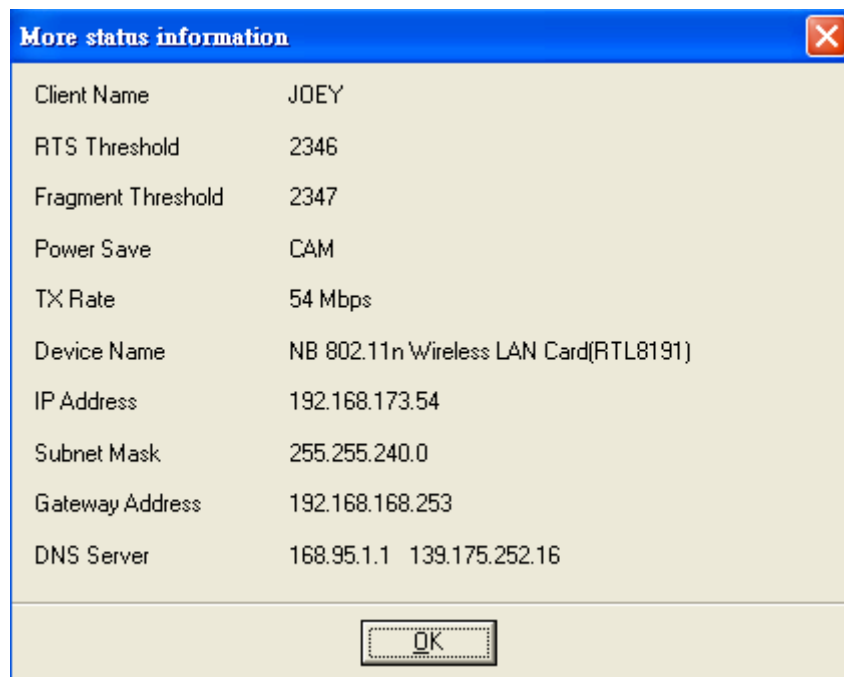 More status information
Client Name JOEY
RTS Threshold 2346
Fragment Threshold 2347
Power Save CAM
TX Rate 54 Mbps
Device Name NB 802.11n Wireless LAN Card(RTL8191)
IP Address 192.168.173.54
Subnet Mask 255.255.240.0
Gateway Address 192.168.168.253
DNS Server 168.95.1.1 139.175.252.16
OK